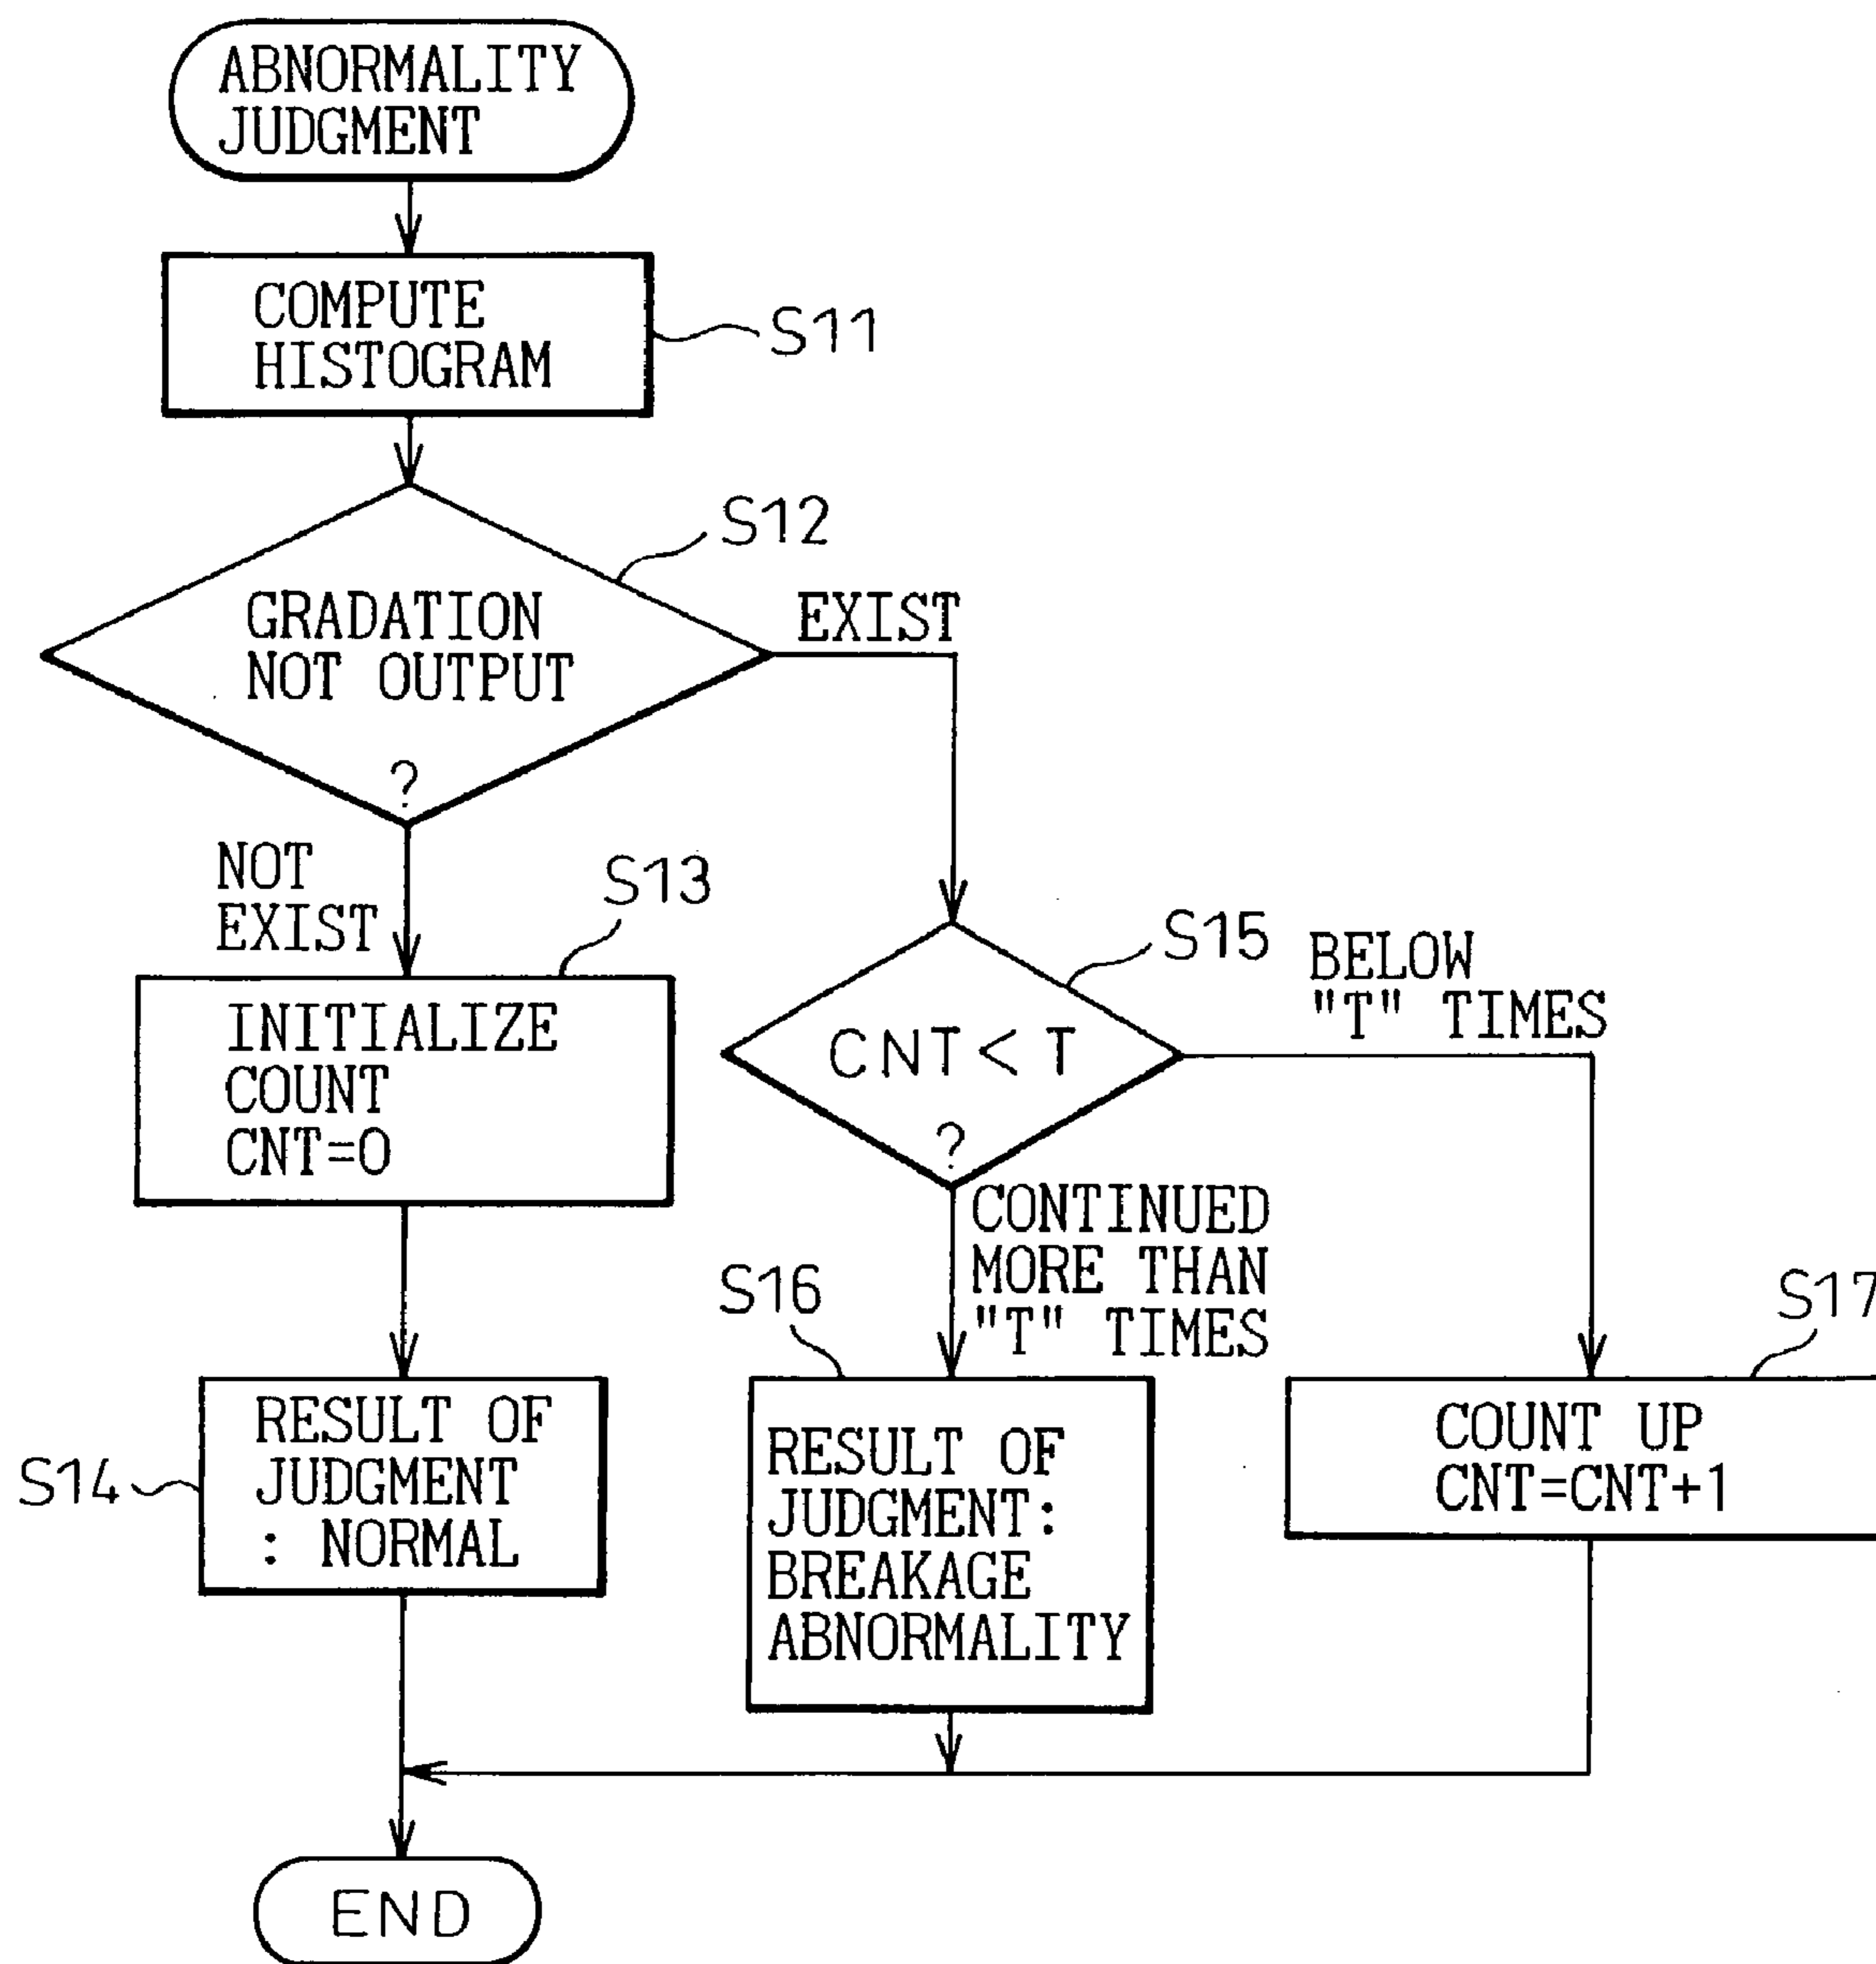 ABNORMALITY
JUDGMENT
COMPUTE
HISTOGRAM
S11
GRADATION
NOT OUTPUT
?
S12
EXIST
NOT
EXIST
S13
INITIALIZE
COUNT
CNT=0
CNT<T
?
S15
BELOW
"T" TIMES
CONTINUED
MORE THAN
"T" TIMES
S14
RESULT OF
JUDGMENT
: NORMAL
S16
RESULT OF
JUDGMENT:
BREAKAGE
ABNORMALITY
S17
COUNT UP
CNT=CNT+1
END